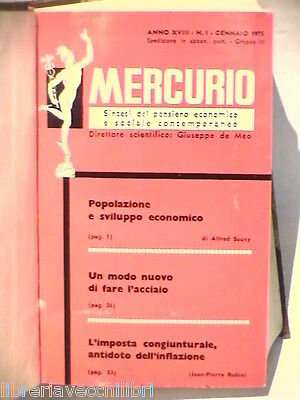 ANNO XVIII - N. 1 - GENNAIO 1975
Spedizione in abbon. post. - Gruppo III
MERCURIO
Sintesi del pensiero economico
e sociale contemporaneo
Direttore scientifico: Giuseppe de Meo
Popolazione
e sviluppo economico
(pag. 1) di Alfred Sauvy
Un modo nuovo
di fare l'acciaio
(pag. 26)
L'imposta congiunturale,
antidoto dell'inflazione
(pag. 53) (Jean-Pierre Robin)
libreriavecchilibri